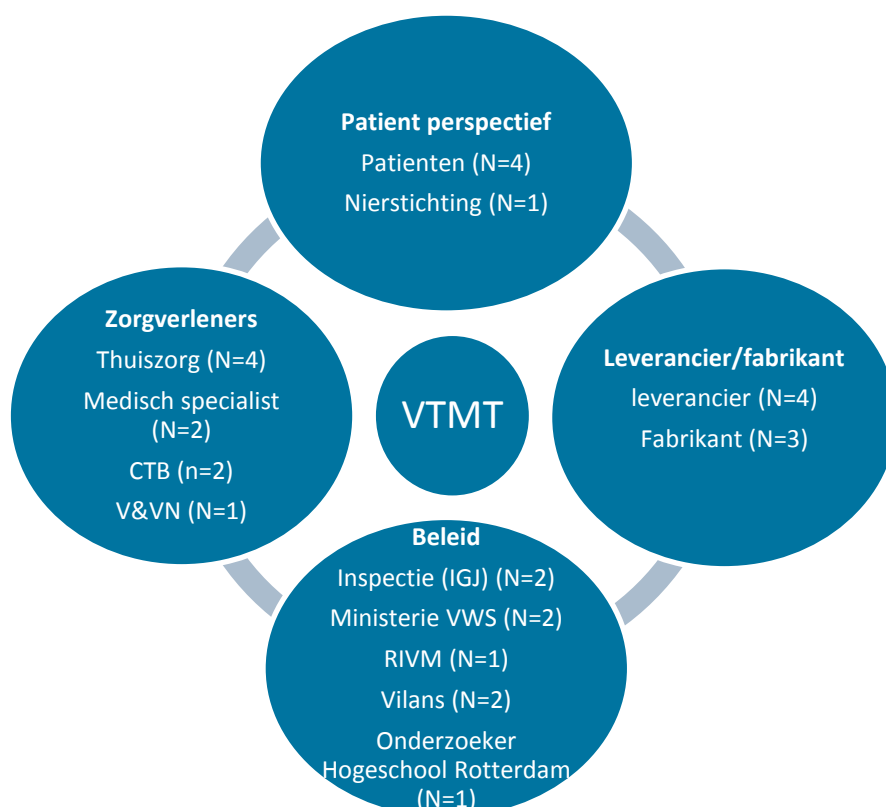 Patient perspectief
Patienten (N=4)
Nierstichting (N=1)
Zorgverleners
Thuiszorg (N=4)
Medisch specialist
(N=2)
CTB (n=2)
V&VN (N=1)
VTMT
Leverancier/fabrikant
leverancier (N=4)
Fabrikant (N=3)
Beleid
Inspectie (IGJ) (N=2)
Ministerie VWS (N=2)
RIVM (N=1)
Vilans (N=2)
Onderzoeker
Hogeschool Rotterdam
(N=1)